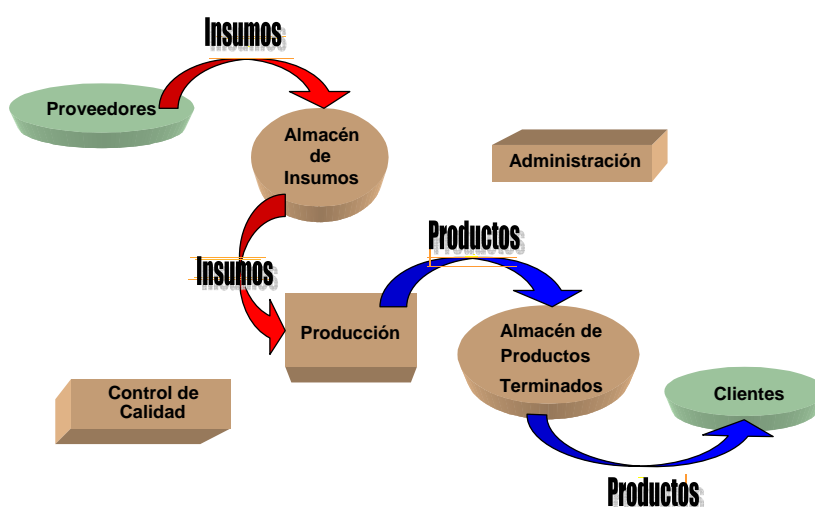 Insumos
Proveedores
Almacén
de
Insumos
Administración
Productos
Insumos
Producción
Almacén de
Productos
Terminados
Control de
Calidad
Clientes
Productos